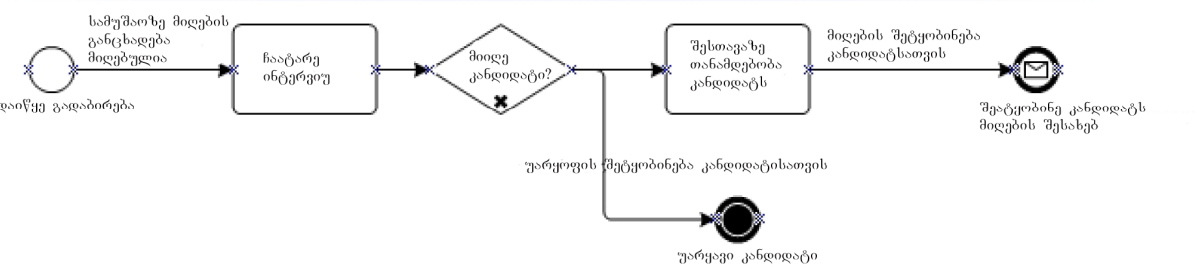 სამუშაოზე მიღების
განცხადება
მიღებულია
დაიწყე გადაბირება
ჩაატარე
ინტერვიუ
მიიღე
კანდიდატი?
შესთავაზე
თანამდებობა
კანდიდატს
მიღების შეტყობინება
კანდიდატსათვის
შეატყობინე კანდიდატს
მიღების შესახებ
უარყოფის შეტყობინება კანდიდატისათვის
უარყავი კანდიდატი